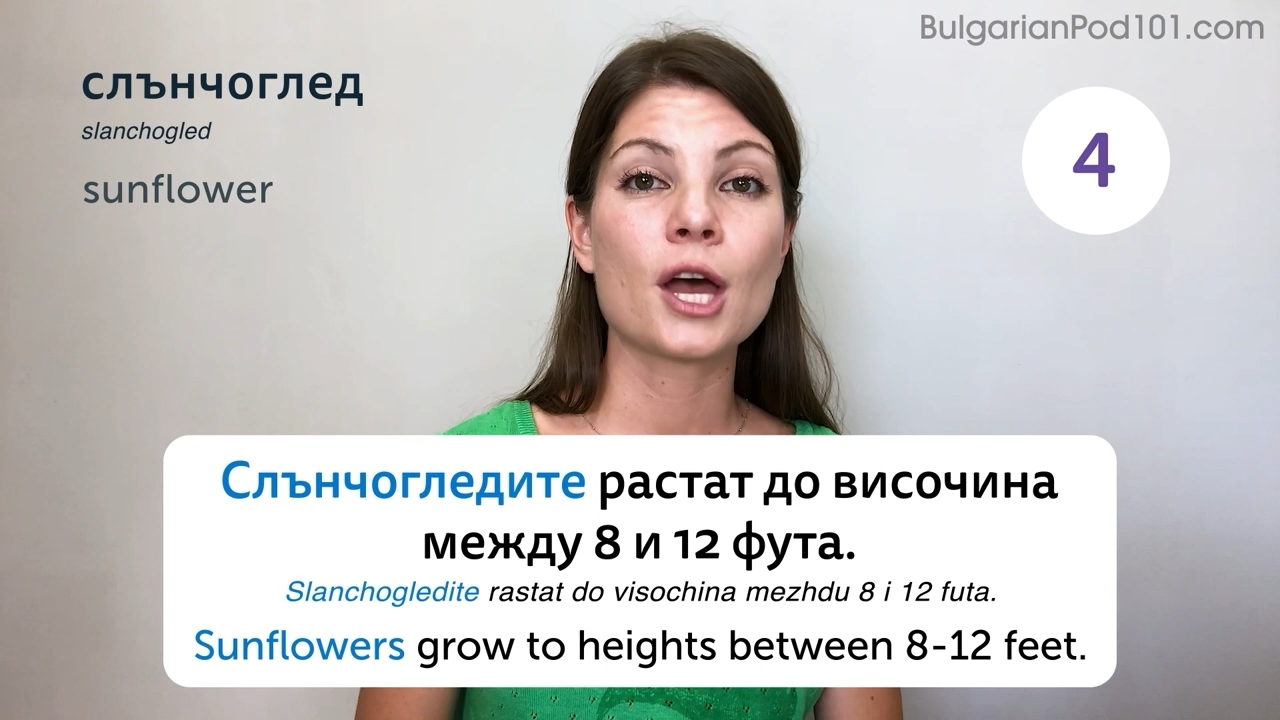 BulgarianPod101.com
слънчоглед
slanchogled
sunflower
4
Слънчогледите растат до височина
между 8 и 12 фута.
Slanchogledite rastat do visochina mezhdu 8 i 12 futa.
Sunflowers grow to heights between 8-12 feet.